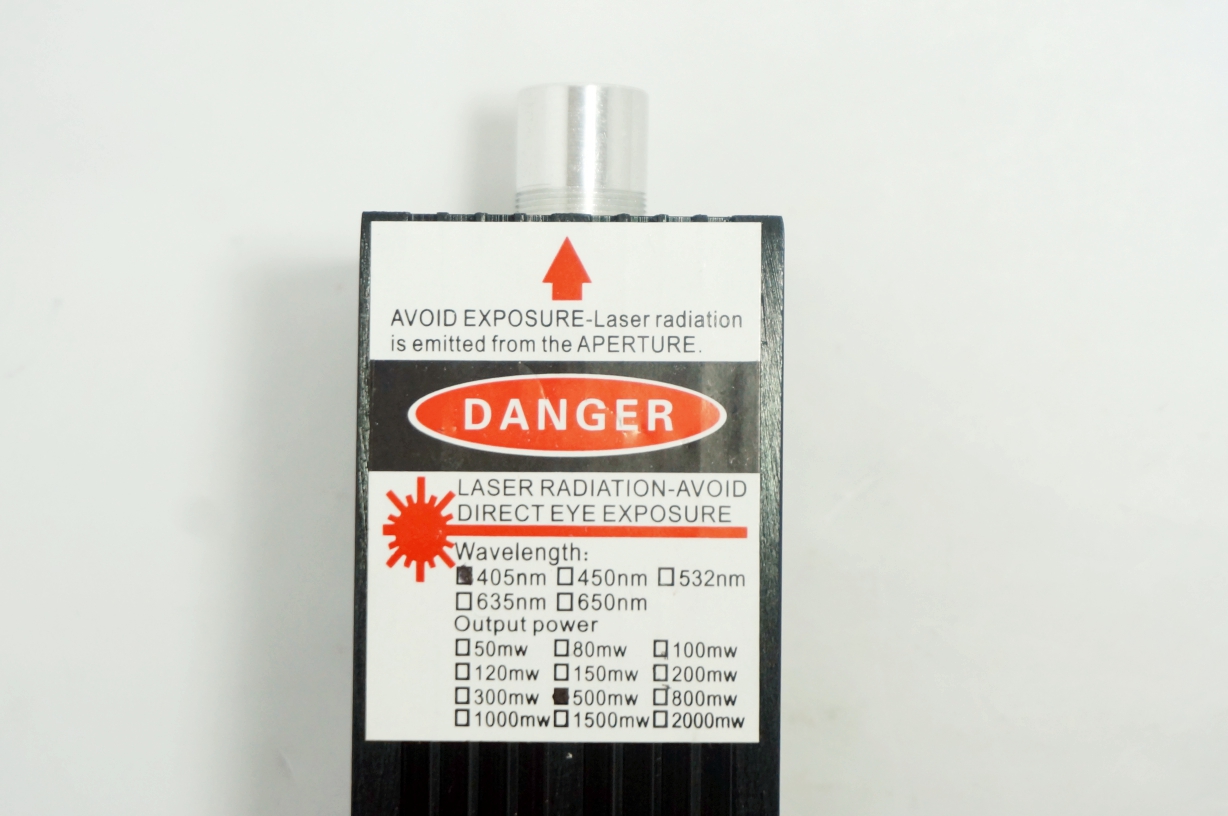 AVOID EXPOSURE-Laser radiation
is emitted from the APERTURE.
DANGER
LASER RADIATION-AVOID
DIRECT EYE EXPOSURE
Wavelength:
■405nm □450nm □532nm
□635nm □650nm
Output power
□50mw □80mw □100mw
□120mw □150mw □200mw
□300mw ■500mw □800mw
□1000mw □1500mw □2000mw